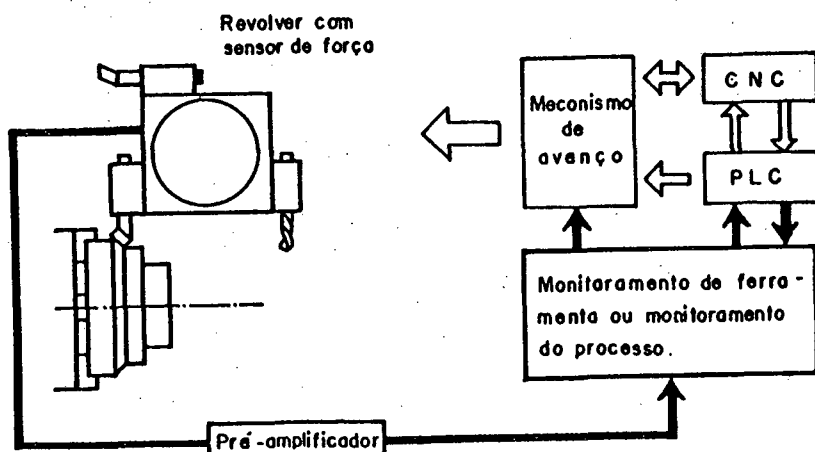 Revolver com
sensor de força
Meconismo
de
avanço
CNC
PLC
Monitaramento de ferra-
menta ou monitoramento
do processo.
Pré-amplificador